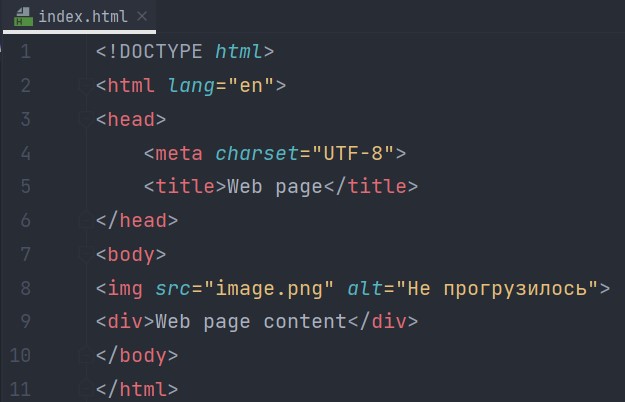 index.html
1 <!DOCTYPE html>
2 <html lang="en">
3 <head>
4     <meta charset="UTF-8">
5     <title>Web page</title>
6 </head>
7 <body>
8 <img src="image.png" alt="Не прогрузилось">
9 <div>Web page content</div>
10 </body>
11 </html>